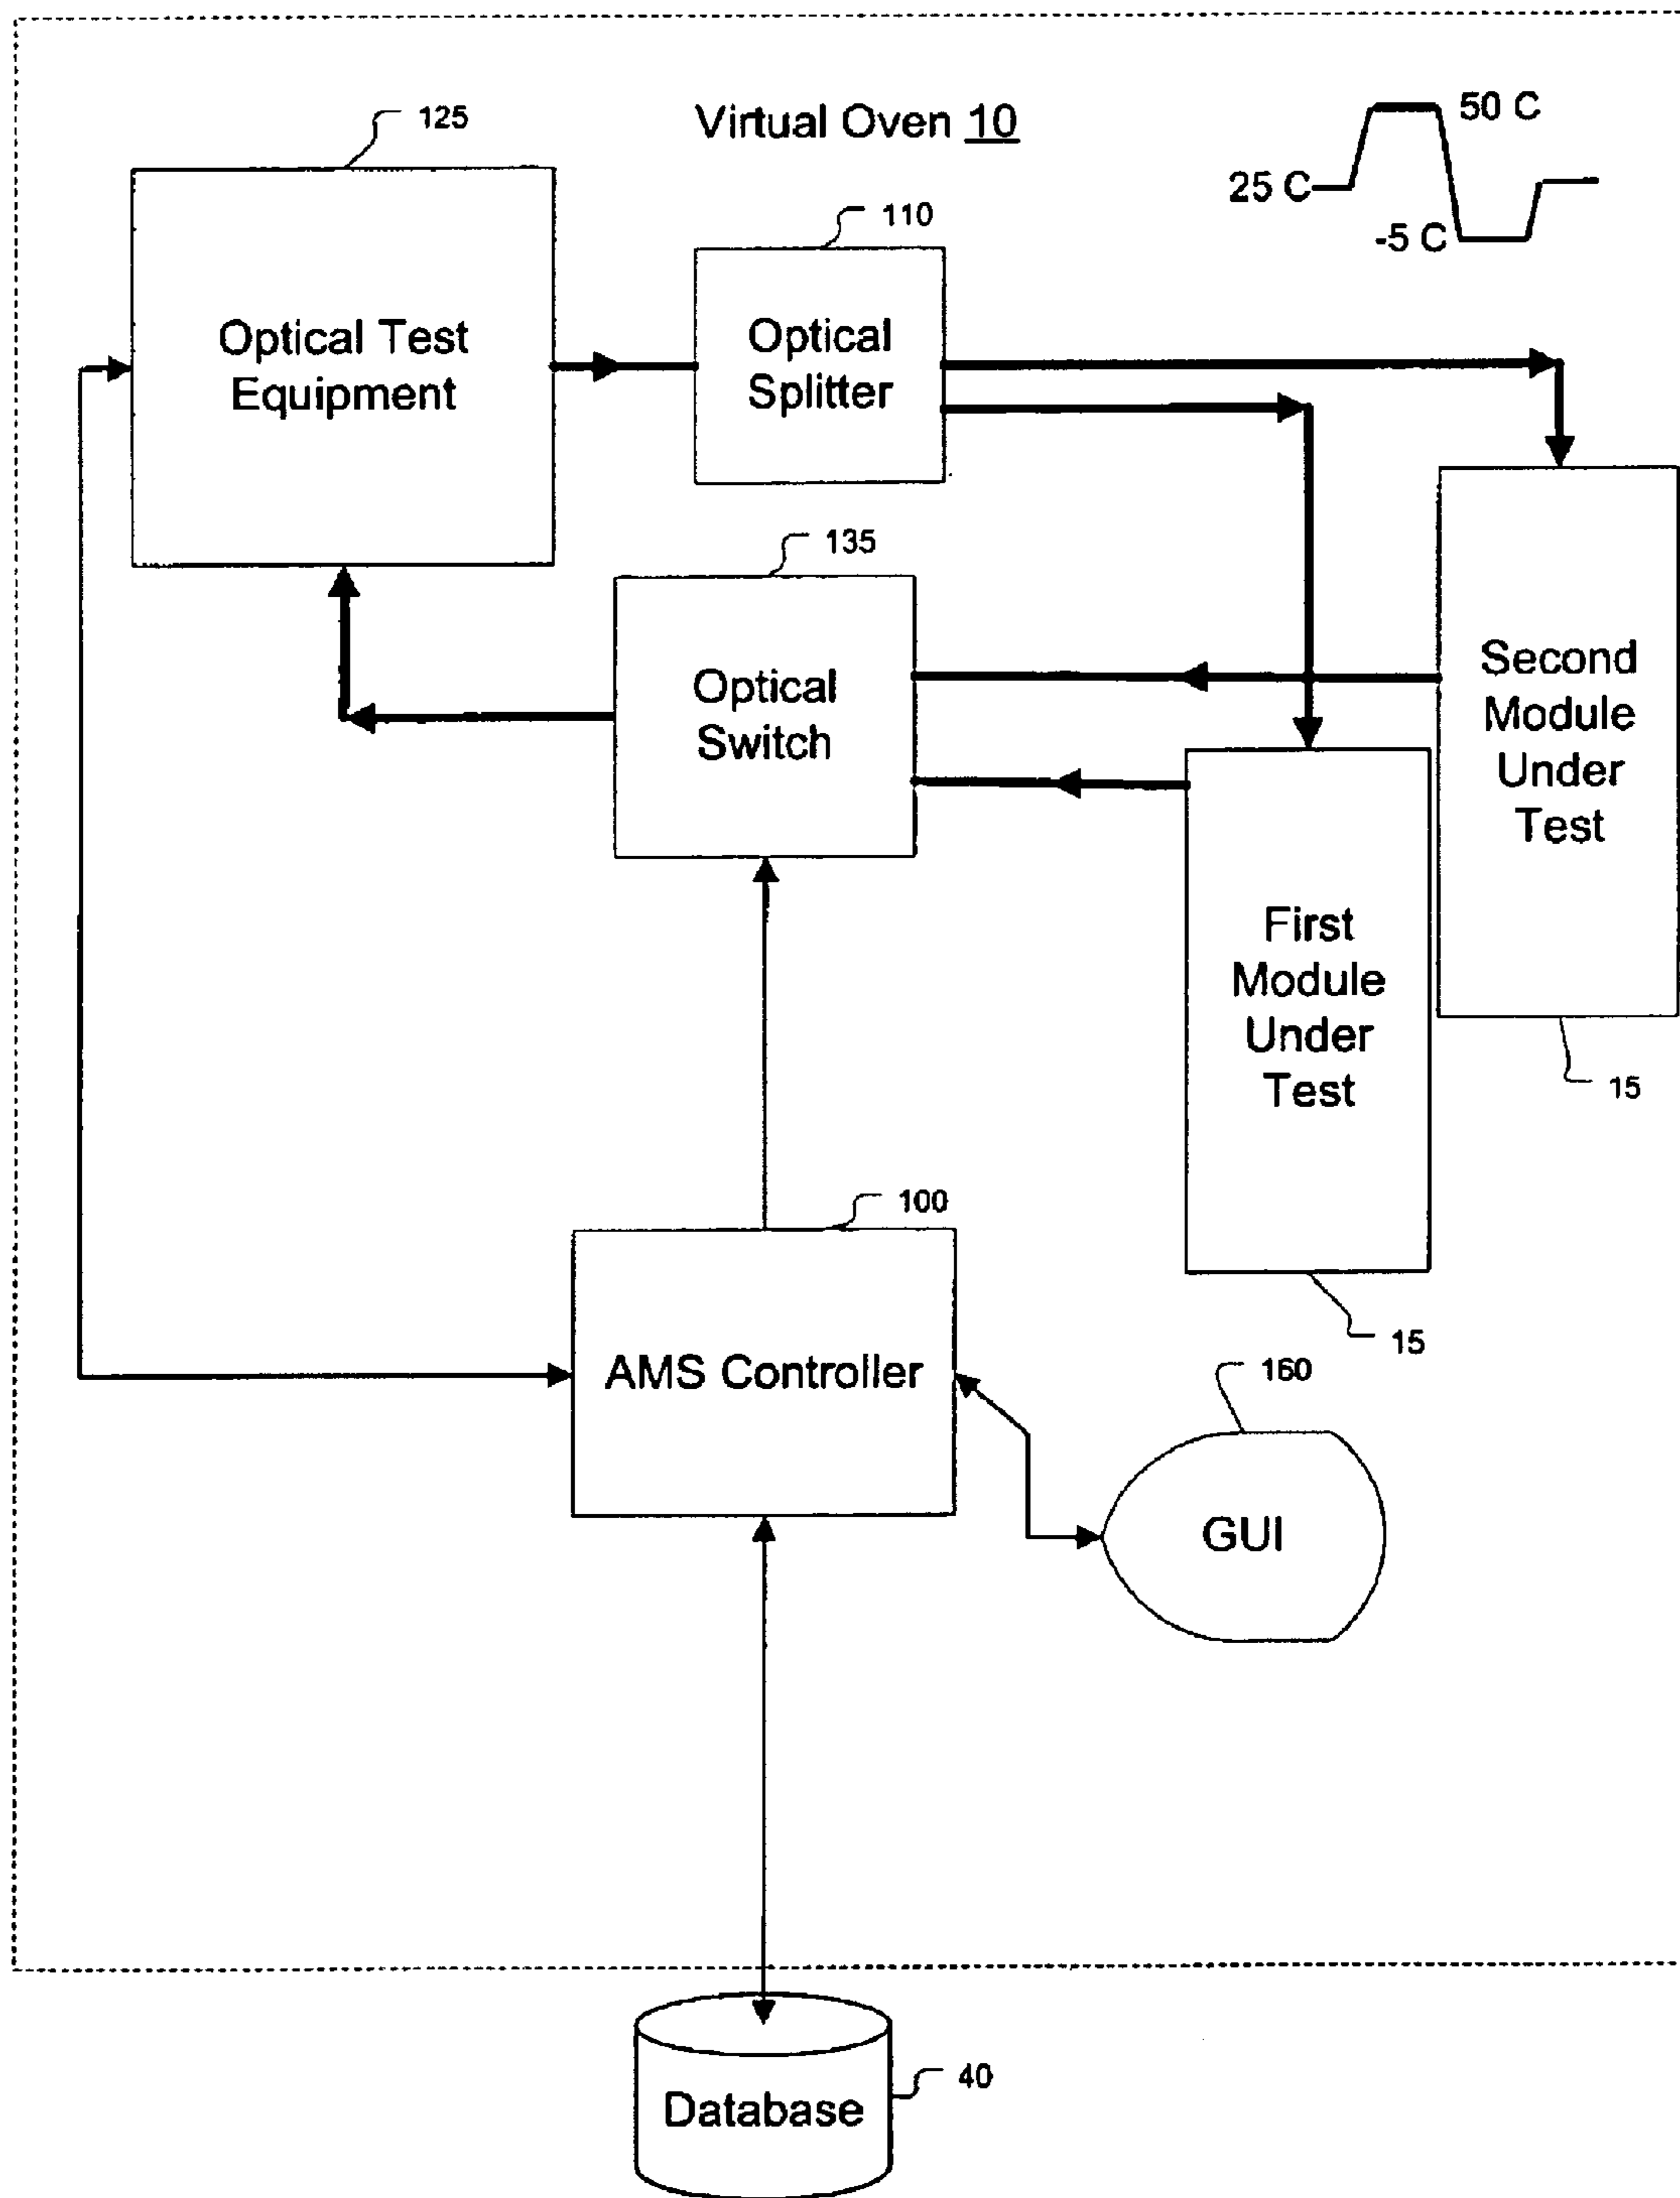 Virtual Oven 10
50 C
25 C
-5 C
125
Optical Test
Equipment
110
Optical
Splitter
135
Optical
Switch
Second
Module
Under
Test
15
First
Module
Under
Test
15
100
AMS Controller
160
GUI
Database
40